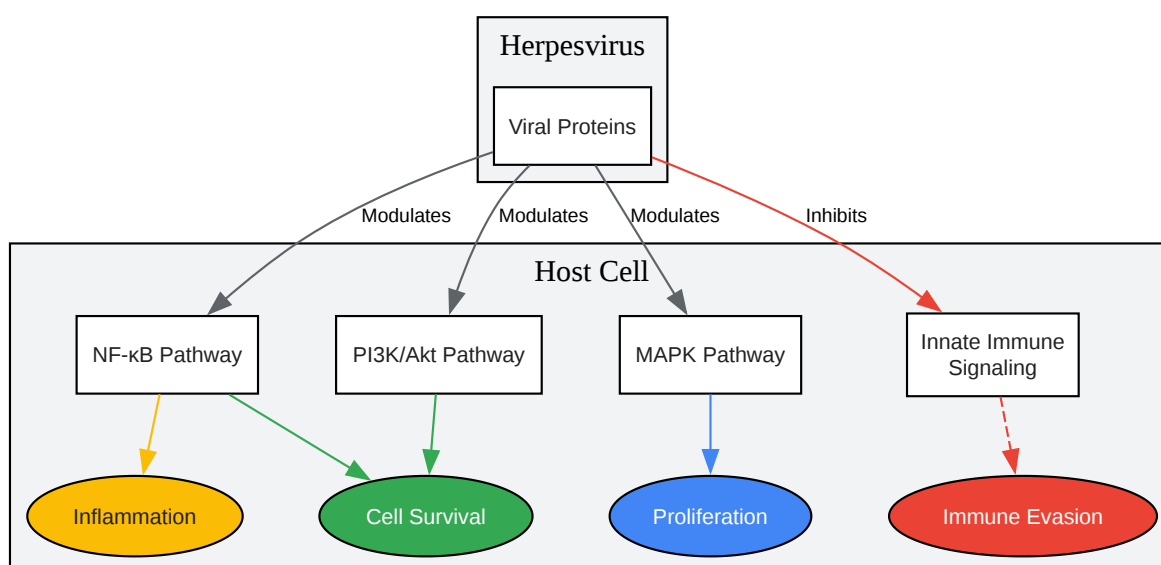 Herpesvirus
Viral Proteins
Modulates
Modulates
Modulates
Inhibits
Host Cell
NF-κB Pathway
PI3K/Akt Pathway
MAPK Pathway
Innate Immune
Signaling
Inflammation
Cell Survival
Proliferation
Immune Evasion